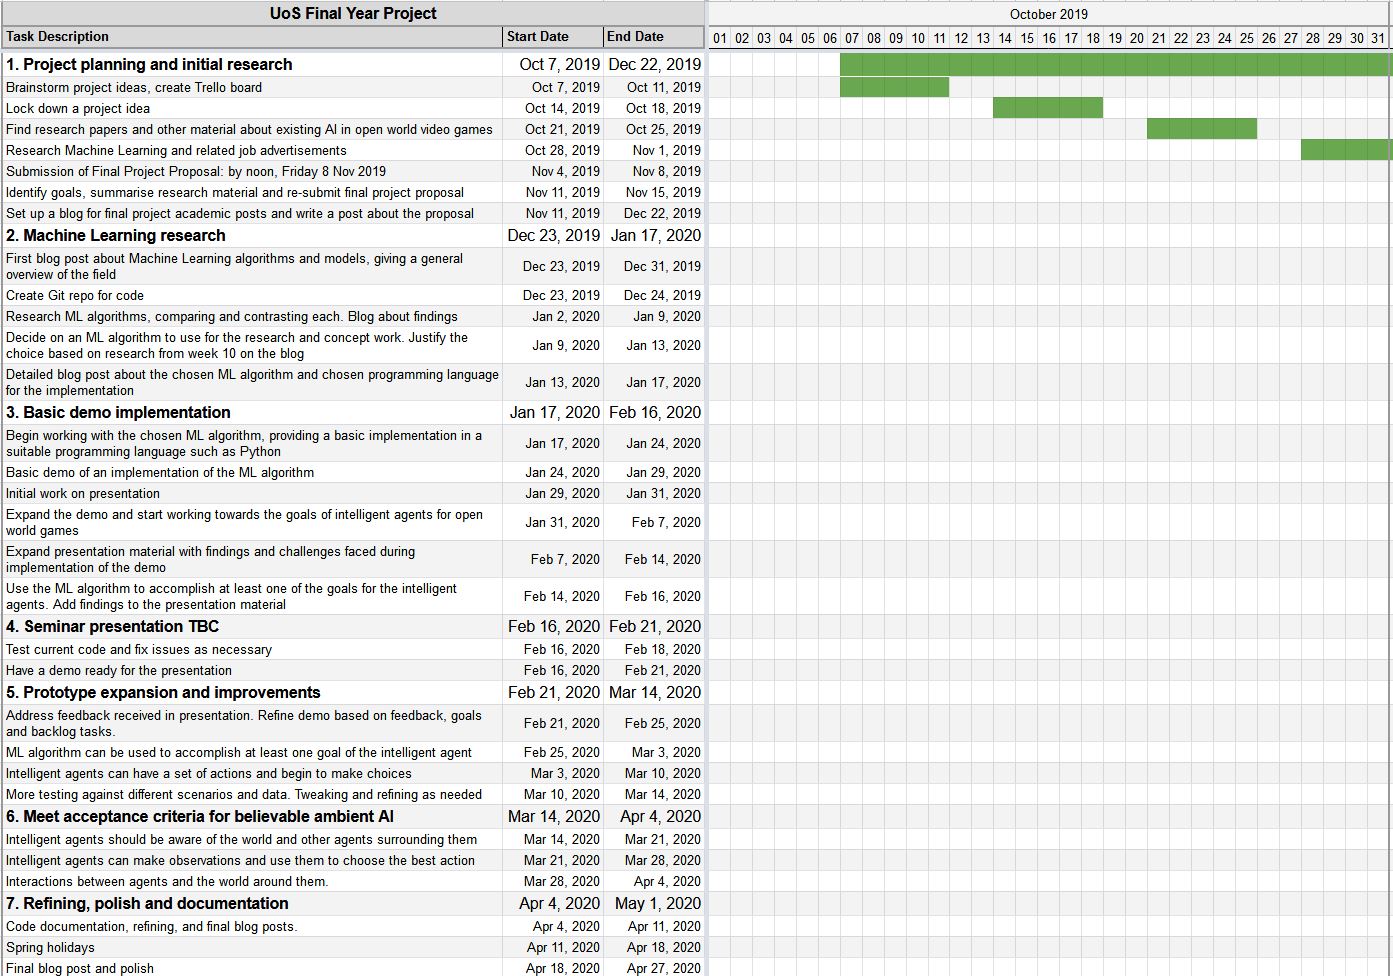 UoS Final Year Project
October 2019
Task Description Start Date End Date
01 02 03 04 05 06 07 08 09 10 11 12 13 14 15 16 17 18 19 20 21 22 23 24 25 26 27 28 29 30 31
1. Project planning and initial research Oct 7, 2019 Dec 22, 2019
Brainstorm project ideas, create Trello board Oct 7, 2019 Oct 11, 2019
Lock down a project idea Oct 14, 2019 Oct 18, 2019
Find research papers and other material about existing AI in open world video games Oct 21, 2019 Oct 25, 2019
Research Machine Learning and related job advertisements Oct 28, 2019 Nov 1, 2019
Submission of Final Project Proposal: by noon, Friday 8 Nov 2019 Nov 4, 2019 Nov 8, 2019
Identify goals, summarise research material and re-submit final project proposal Nov 11, 2019 Nov 15, 2019
Set up a blog for final project academic posts and write a post about the proposal Nov 11, 2019 Dec 22, 2019
2. Machine Learning research Dec 23, 2019 Jan 17, 2020
First blog post about Machine Learning algorithms and models, giving a general
overview of the field Dec 23, 2019 Dec 31, 2019
Create Git repo for code Dec 23, 2019 Dec 24, 2019
Research ML algorithms, comparing and contrasting each. Blog about findings Jan 2, 2020 Jan 9, 2020
Decide on an ML algorithm to use for the research and concept work. Justify the
choice based on research from week 10 on the blog Jan 9, 2020 Jan 13, 2020
Detailed blog post about the chosen ML algorithm and chosen programming language
for the implementation Jan 13, 2020 Jan 17, 2020
3. Basic demo implementation Jan 17, 2020 Feb 16, 2020
Begin working with the chosen ML algorithm, providing a basic implementation in a
suitable programming language such as Python Jan 17, 2020 Jan 24, 2020
Basic demo of an implementation of the ML algorithm Jan 24, 2020 Jan 29, 2020
Initial work on presentation Jan 29, 2020 Jan 31, 2020
Expand the demo and start working towards the goals of intelligent agents for open
world games Jan 31, 2020 Feb 7, 2020
Expand presentation material with findings and challenges faced during
implementation of the demo Feb 7, 2020 Feb 14, 2020
Use the ML algorithm to accomplish at least one of the goals for the intelligent
agents. Add findings to the presentation material Feb 14, 2020 Feb 16, 2020
4. Seminar presentation TBC Feb 16, 2020 Feb 21, 2020
Test current code and fix issues as necessary Feb 16, 2020 Feb 18, 2020
Have a demo ready for the presentation Feb 16, 2020 Feb 21, 2020
5. Prototype expansion and improvements Feb 21, 2020 Mar 14, 2020
Address feedback received in presentation. Refine demo based on feedback, goals
and backlog tasks. Feb 21, 2020 Feb 25, 2020
ML algorithm can be used to accomplish at least one goal of the intelligent agent Feb 25, 2020 Mar 3, 2020
Intelligent agents can have a set of actions and begin to make choices Mar 3, 2020 Mar 10, 2020
More testing against different scenarios and data. Tweaking and refining as needed Mar 10, 2020 Mar 14, 2020
6. Meet acceptance criteria for believable ambient AI Mar 14, 2020 Apr 4, 2020
Intelligent agents should be aware of the world and other agents surrounding them Mar 14, 2020 Mar 21, 2020
Intelligent agents can make observations and use them to choose the best action Mar 21, 2020 Mar 28, 2020
Interactions between agents and the world around them. Mar 28, 2020 Apr 4, 2020
7. Refining, polish and documentation Apr 4, 2020 May 1, 2020
Code documentation, refining, and final blog posts. Apr 4, 2020 Apr 11, 2020
Spring holidays Apr 11, 2020 Apr 18, 2020
Final blog post and polish Apr 18, 2020 Apr 27, 2020